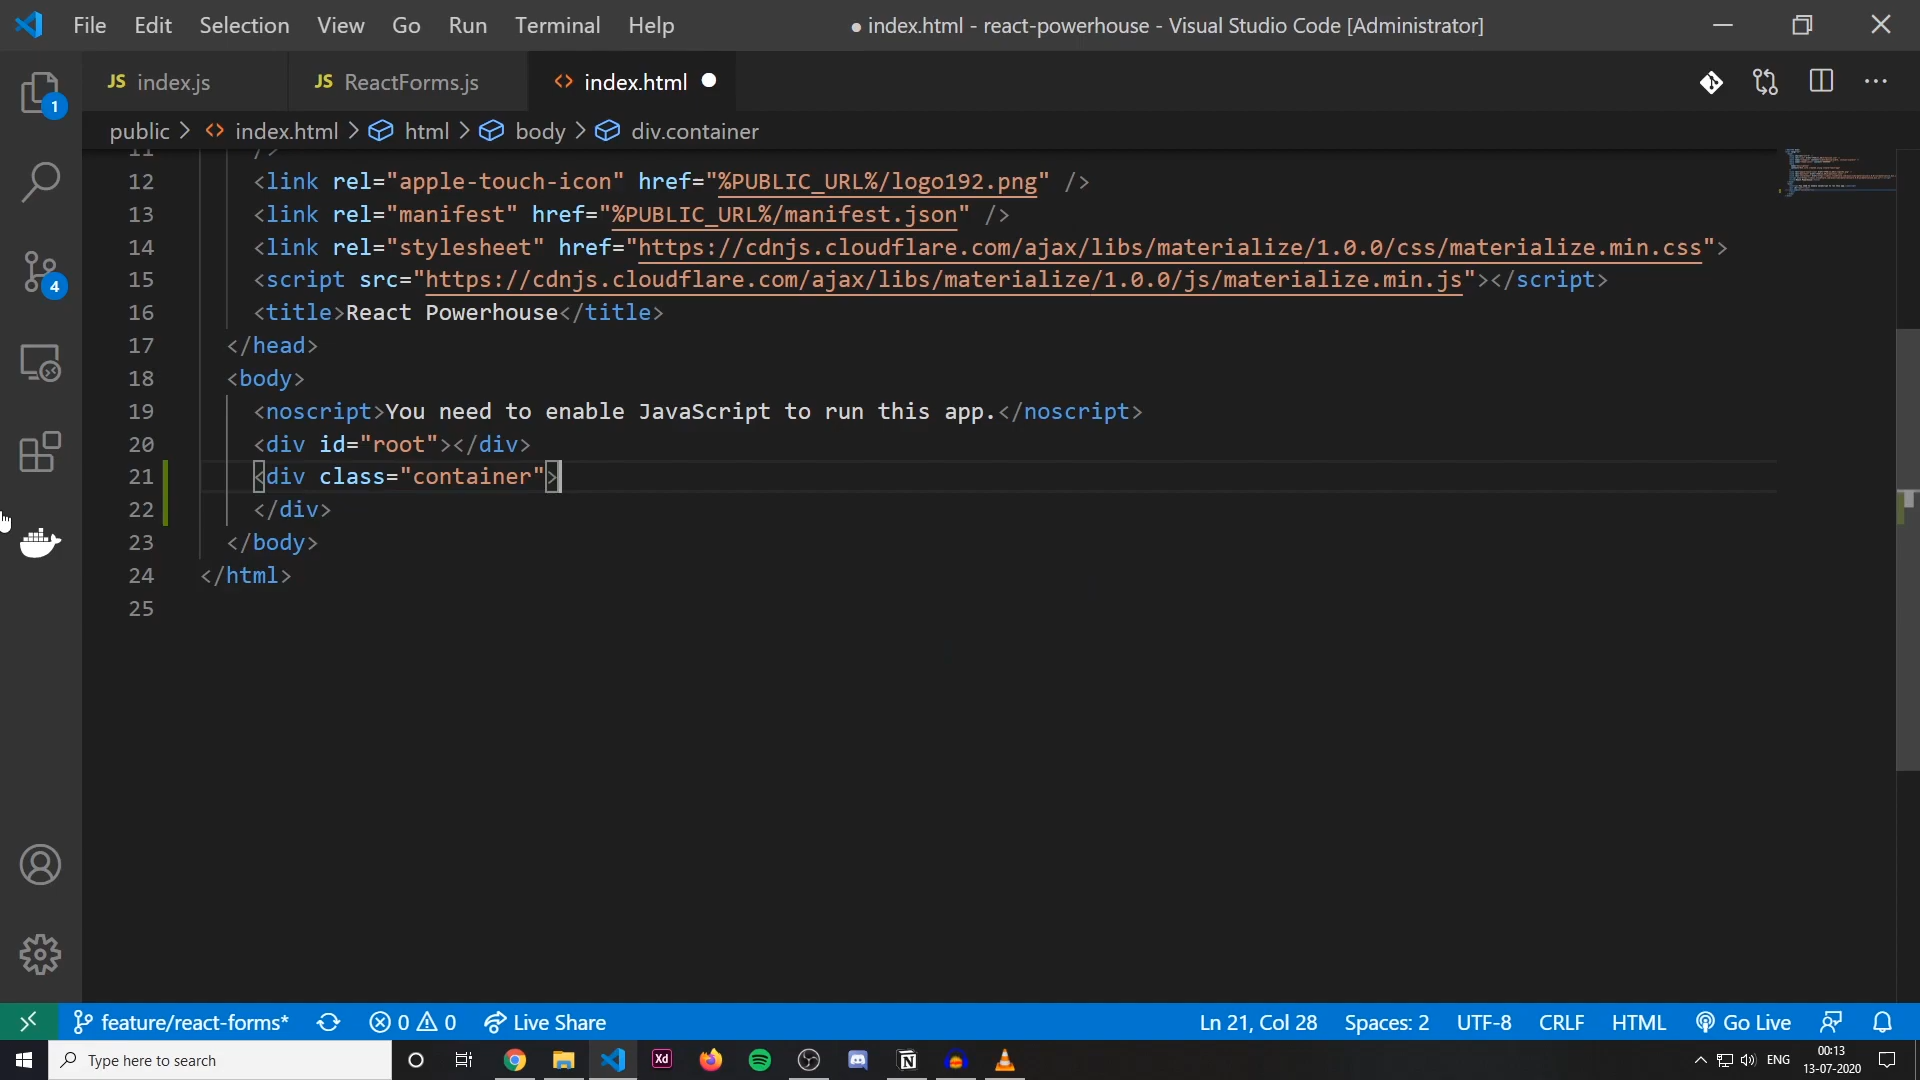 File Edit Selection View Go Run Terminal Help
● index.html - react-powerhouse - Visual Studio Code [Administrator]
JS index.js
JS ReactForms.js
<> index.html ●
1
public > <> index.html > html > body > div.container
11 />
12 <link rel="apple-touch-icon" href="%PUBLIC_URL%/logo192.png" />
13 <link rel="manifest" href="%PUBLIC_URL%/manifest.json" />
14 <link rel="stylesheet" href="https://cdnjs.cloudflare.com/ajax/libs/materialize/1.0.0/css/materialize.min.css">
15 <script src="https://cdnjs.cloudflare.com/ajax/libs/materialize/1.0.0/js/materialize.min.js"></script>
4
16 <title>React Powerhouse</title>
17 </head>
18 <body>
19 <noscript>You need to enable JavaScript to run this app.</noscript>
20 <div id="root"></div>
21 <div class="container">
22 </div>
23 </body>
24 </html>
25
feature/react-forms* 0 0 Live Share
Ln 21, Col 28 Spaces: 2 UTF-8 CRLF HTML Go Live
Type here to search
Xd
N
ENG
00:13
13-07-2020